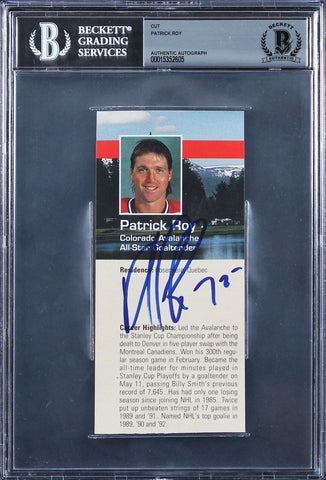 BECKETT®
GRADING
SERVICES
CUT
PATRICK ROY
AUTHENTIC AUTOGRAPH
00015352605
BECKETT
AUTHENTIC
Patrick Roy
Colorado Avalanche
All-Star Goaltender
Residence: Rosemere, Quebec
Career Highlights: Led the Avalanche to
the Stanley Cup Championship after being
dealt to Denver in five-player swap with the
Montreal Canadiens...Won his 300th regu-
lar season game in February...Became the
all-time leader for minutes played in
Stanley Cup Playoffs by a goaltender on
May 11, passing Billy Smith's previous
record of 7,645...Has had only one losing
season since joining NHL in 1985...Twice
put up unbeaten strings of 17 games in
1989 and '91...Named NHL's top goalie in
1989, '90 and '92.